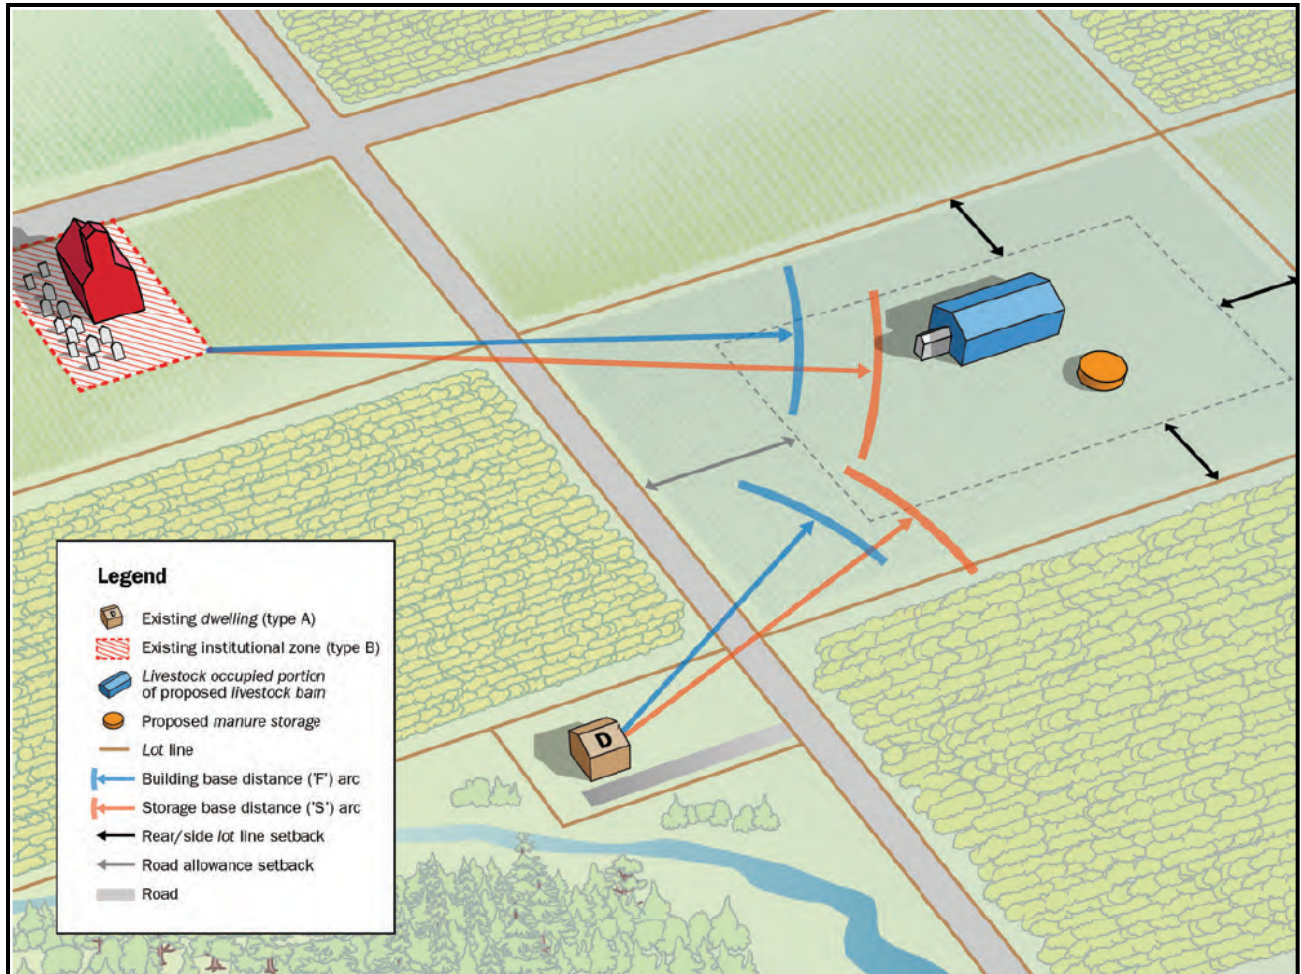 Legend
D
Existing dwelling (type A)
Existing institutional zone (type B)
Livestock occupied portion
of proposed livestock barn
Proposed manure storage
Lot line
Building base distance ('F') arc
Storage base distance ('S') arc
Rear/side lot line setback
Road allowance setback
Road
D